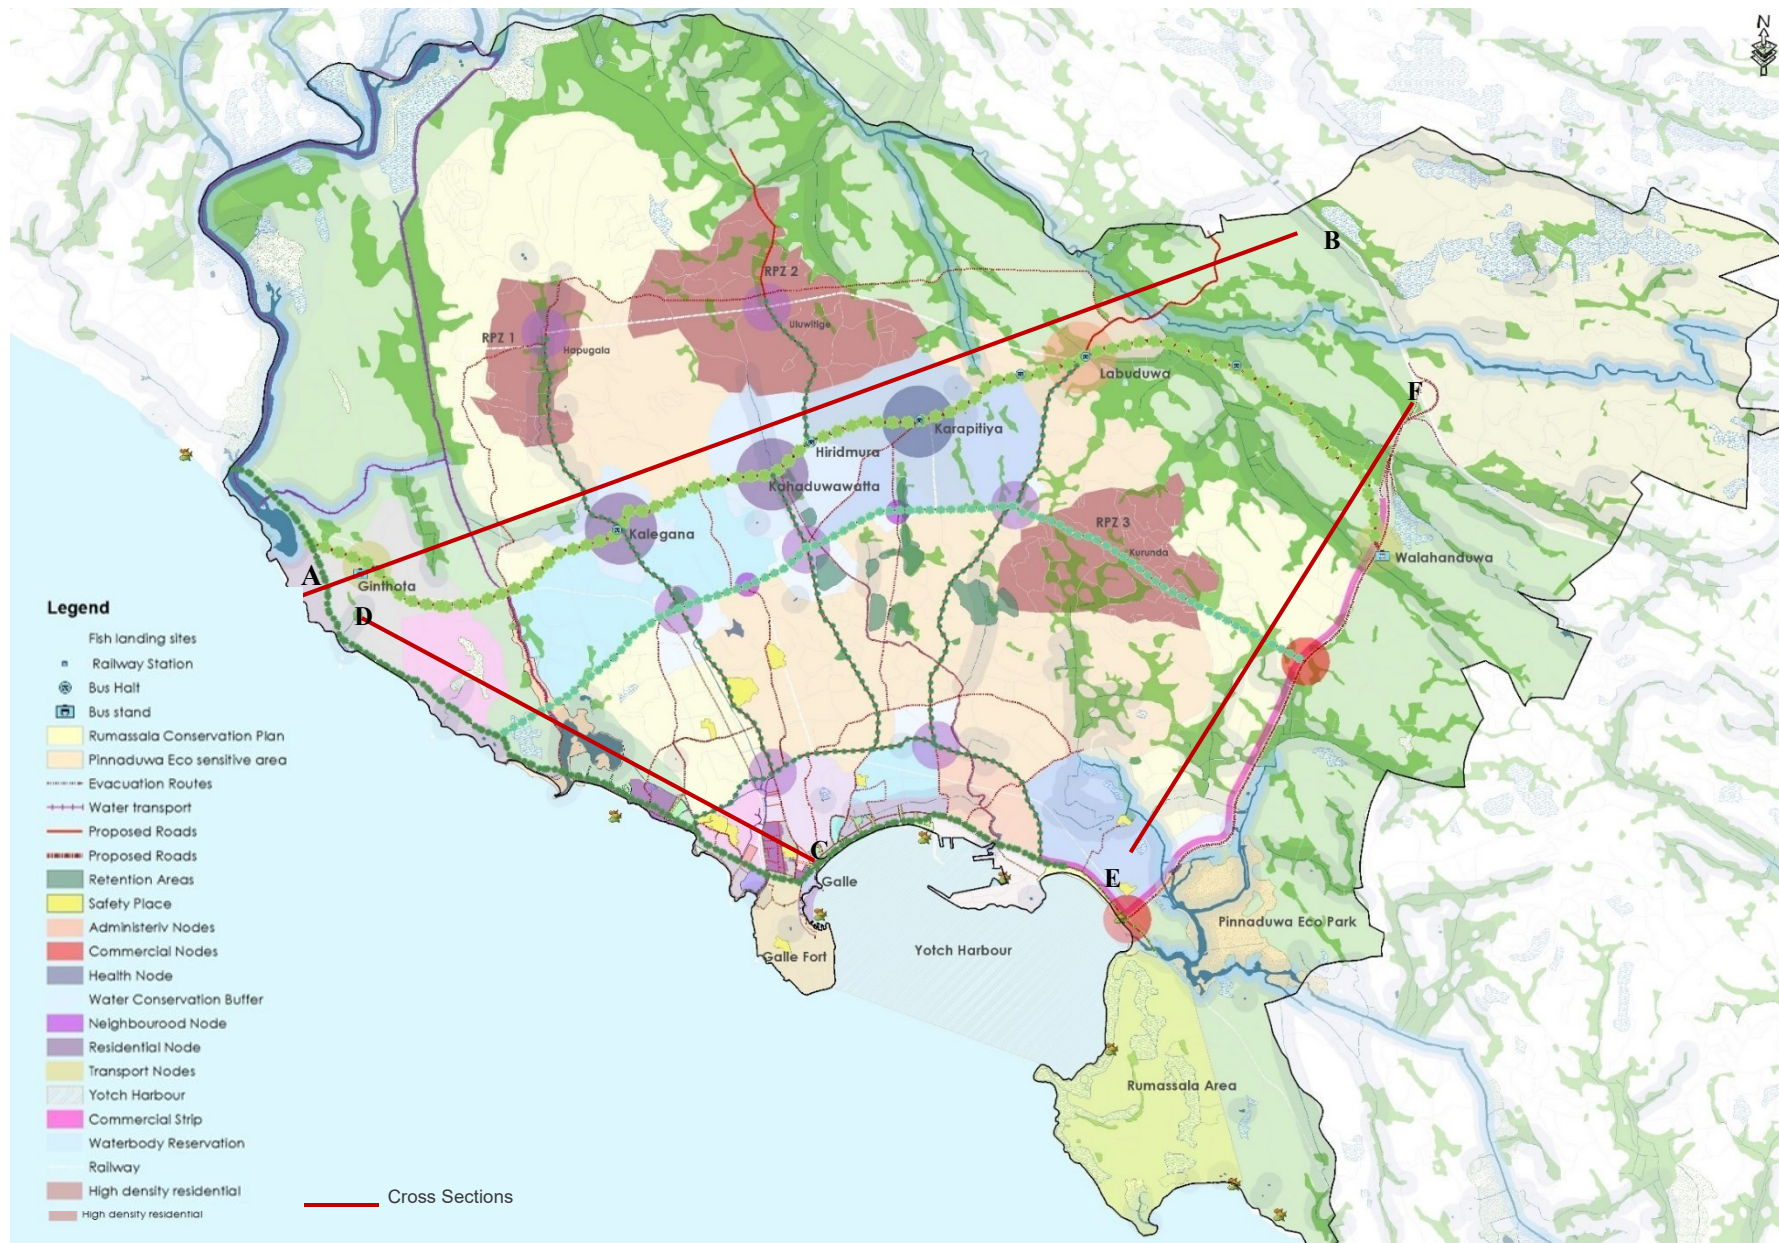 N
B
RPZ 2
Uluwitige
RPZ 1
Hapugala
Labuduwa
F
Karapitiya
Hiridmura
Kahaduwawatta
RPZ 3
Kalegana
Kurunda
Walahanduwa
A
Ginthota
D
C
Galle
E
Pinnaduwa Eco Park
Galle Fort
Yotch Harbour
Rumassala Area
Legend
Fish landing sites
Railway Station
Bus Halt
Bus stand
Rumassala Conservation Plan
Pinnaduwa Eco sensitive area
Evacuation Routes
Water transport
Proposed Roads
Proposed Roads
Retention Areas
Safety Place
Administeriv Nodes
Commercial Nodes
Health Node
Water Conservation Buffer
Neighbourood Node
Residential Node
Transport Nodes
Yotch Harbour
Commercial Strip
Waterbody Reservation
Railway
High density residential
High density residential
Cross Sections